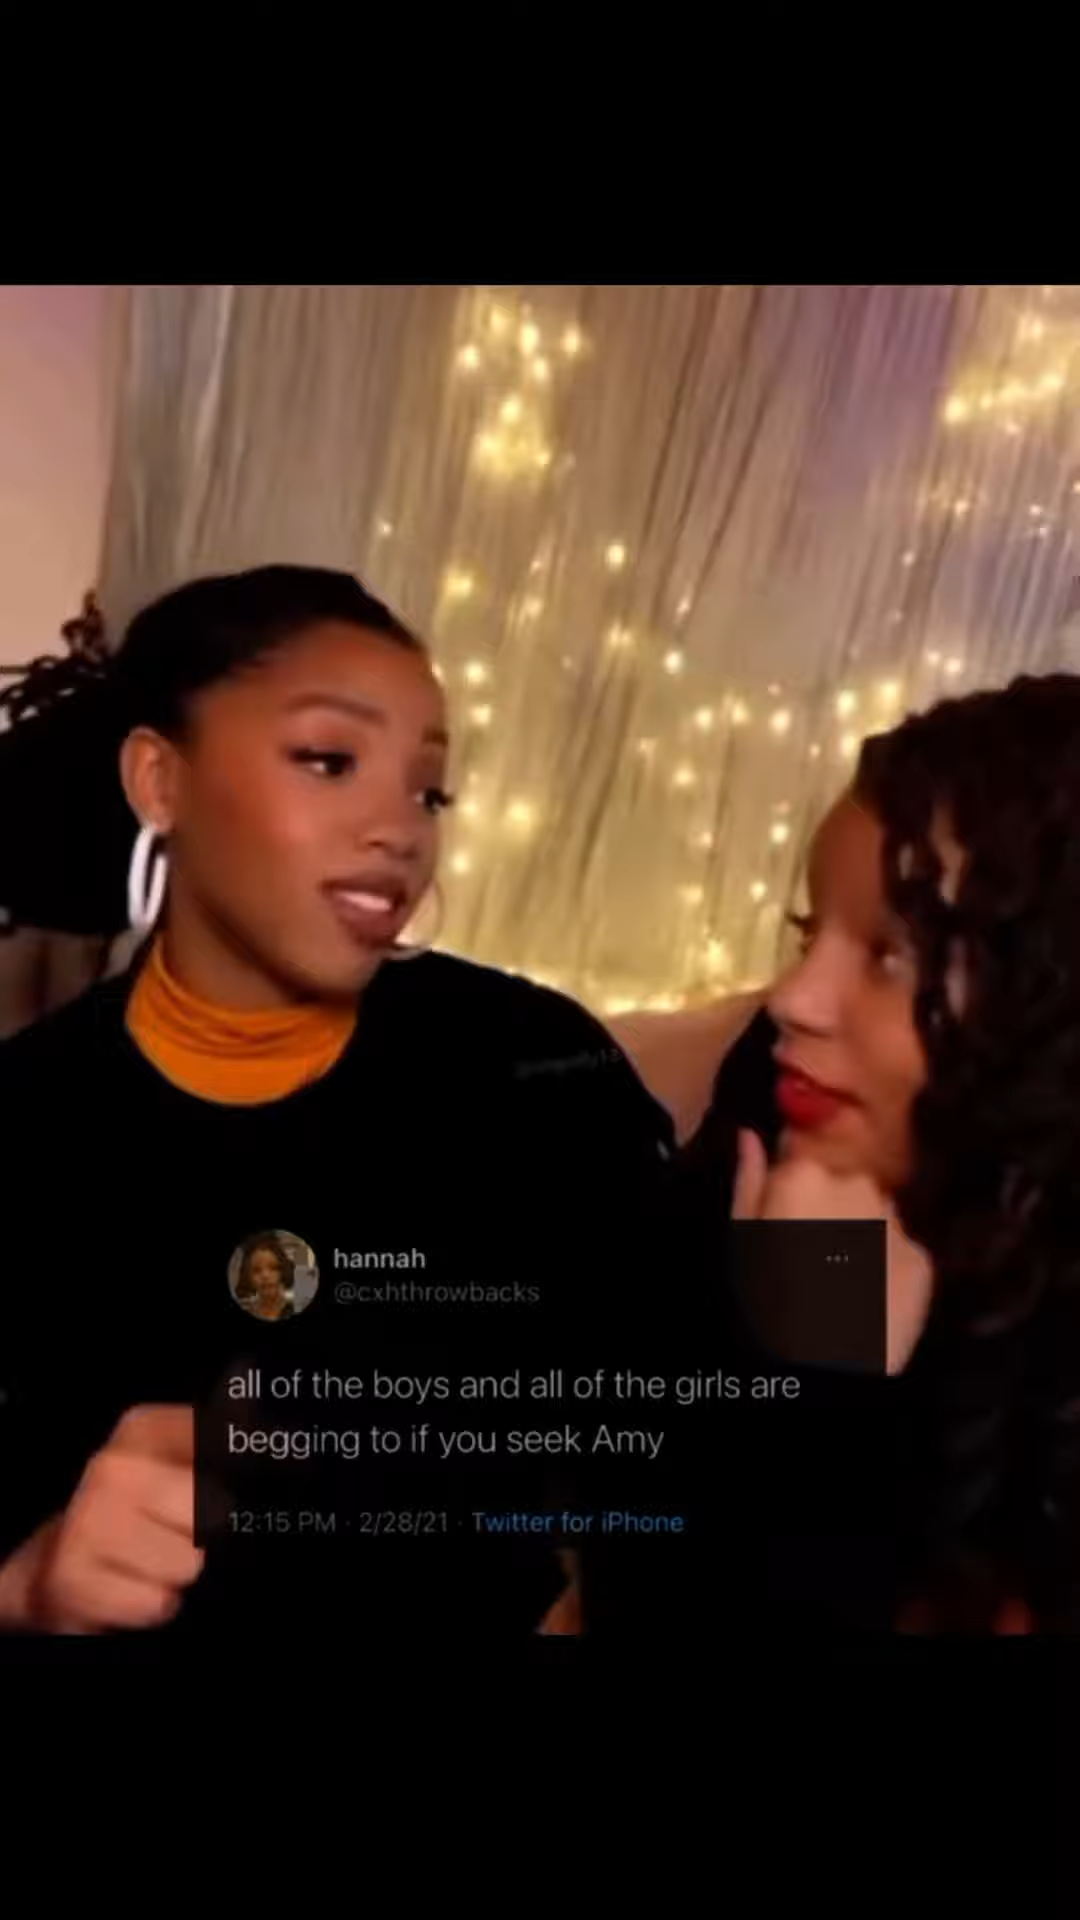 hannah
...
@cxhthrowbacks
all of the boys and all of the girls are
begging to if you seek Amy
12:15 PM · 2/28/21 · Twitter for iPhone